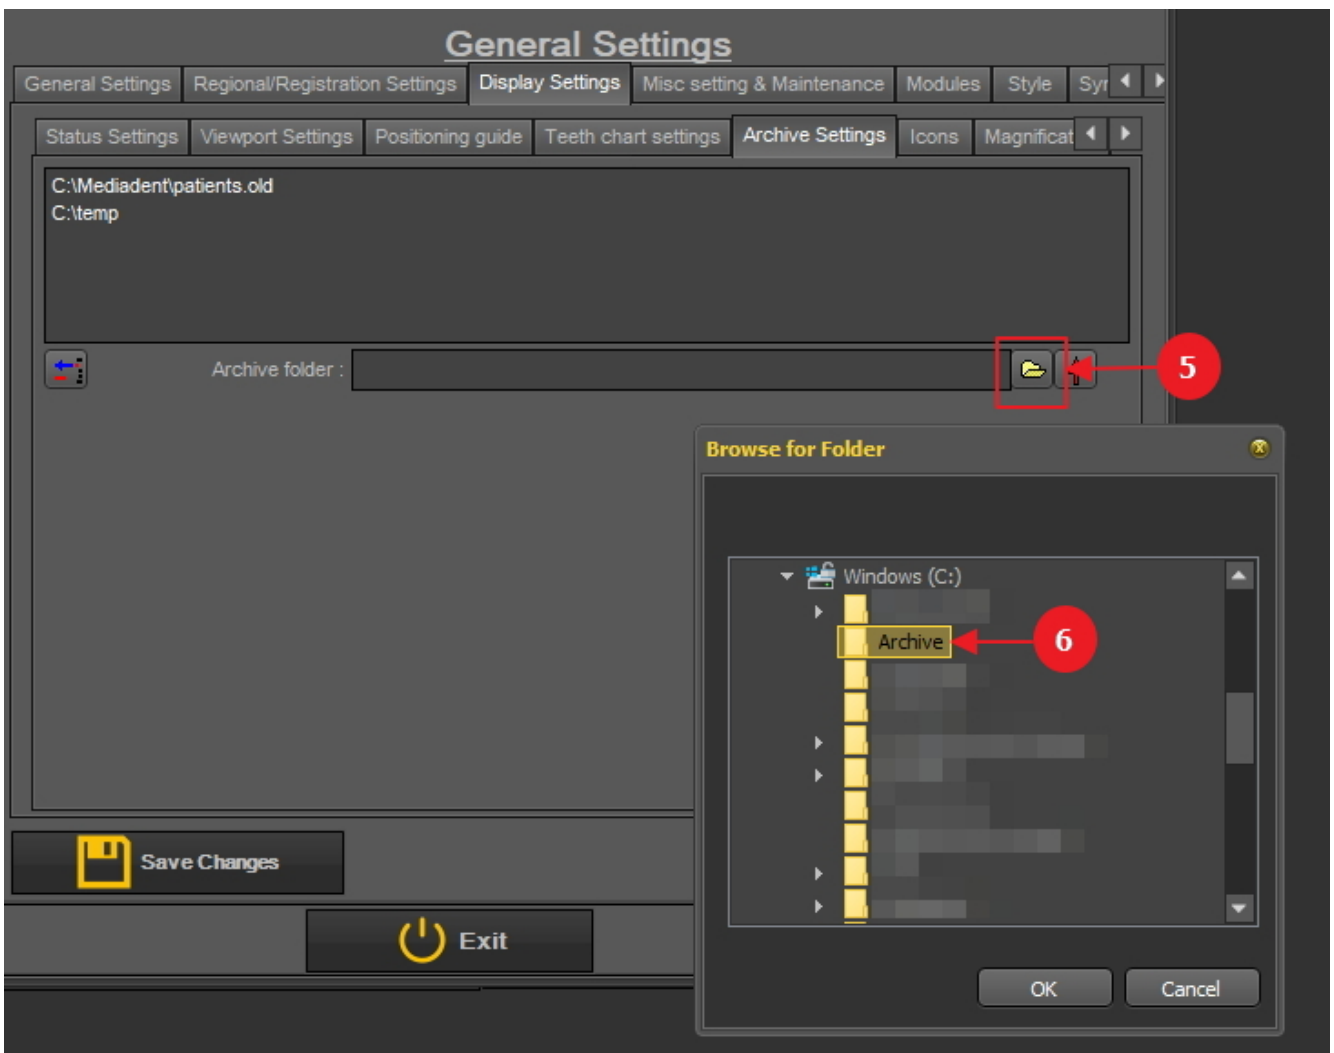 General Settings
General Settings Regional/Registration Settings Display Settings Misc setting & Maintenance Modules Style Syr
Status Settings Viewport Settings Positioning guide Teeth chart settings Archive Settings Icons Magnificat
C:\Mediadent\patients.old
C:\temp
Archive folder :
5
Browse for Folder
Windows (C:)
Archive
6
Save Changes
Exit
OK Cancel